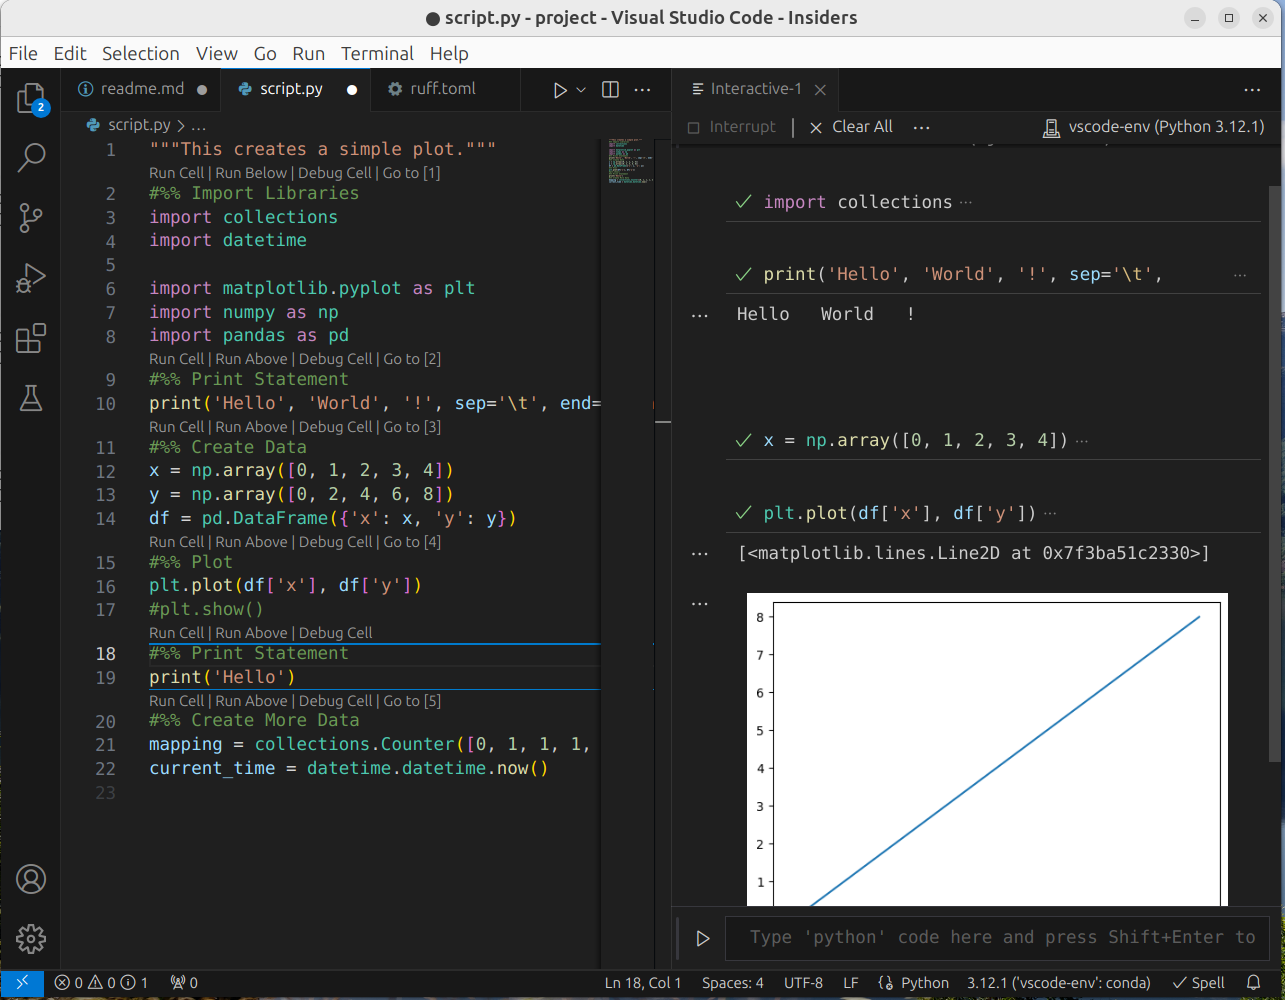 script.py - project - Visual Studio Code - Insiders
File Edit Selection View Go Run Terminal Help
readme.md script.py ruff.toml
Interactive-1
script.py > ...
Interrupt | Clear All ... vscode-env (Python 3.12.1)
2
1 """This creates a simple plot."""
Run Cell | Run Below | Debug Cell | Go to [1]
2 #%% Import Libraries
3 import collections
4 import datetime
5
6 import matplotlib.pyplot as plt
7 import numpy as np
8 import pandas as pd
Run Cell | Run Above | Debug Cell | Go to [2]
9 #%% Print Statement
10 print('Hello', 'World', '!', sep='\t', end=
Run Cell | Run Above | Debug Cell | Go to [3]
11 #%% Create Data
12 x = np.array([0, 1, 2, 3, 4])
13 y = np.array([0, 2, 4, 6, 8])
14 df = pd.DataFrame({'x': x, 'y': y})
Run Cell | Run Above | Debug Cell | Go to [4]
15 #%% Plot
16 plt.plot(df['x'], df['y'])
17 #plt.show()
Run Cell | Run Above | Debug Cell
18 #%% Print Statement
19 print('Hello')
Run Cell | Run Above | Debug Cell | Go to [5]
20 #%% Create More Data
21 mapping = collections.Counter([0, 1, 1, 1,
22 current_time = datetime.datetime.now()
23
import collections ...
print('Hello', 'World', '!', sep='\t', ...
... Hello World !
x = np.array([0, 1, 2, 3, 4]) ...
plt.plot(df['x'], df['y']) ...
... [<matplotlib.lines.Line2D at 0x7f3ba51c2330>]
...
8
7
6
5
4
3
2
1
Type 'python' code here and press Shift+Enter to
0 0 1 0 Ln 18, Col 1 Spaces: 4 UTF-8 LF Python 3.12.1 ('vscode-env': conda) Spell